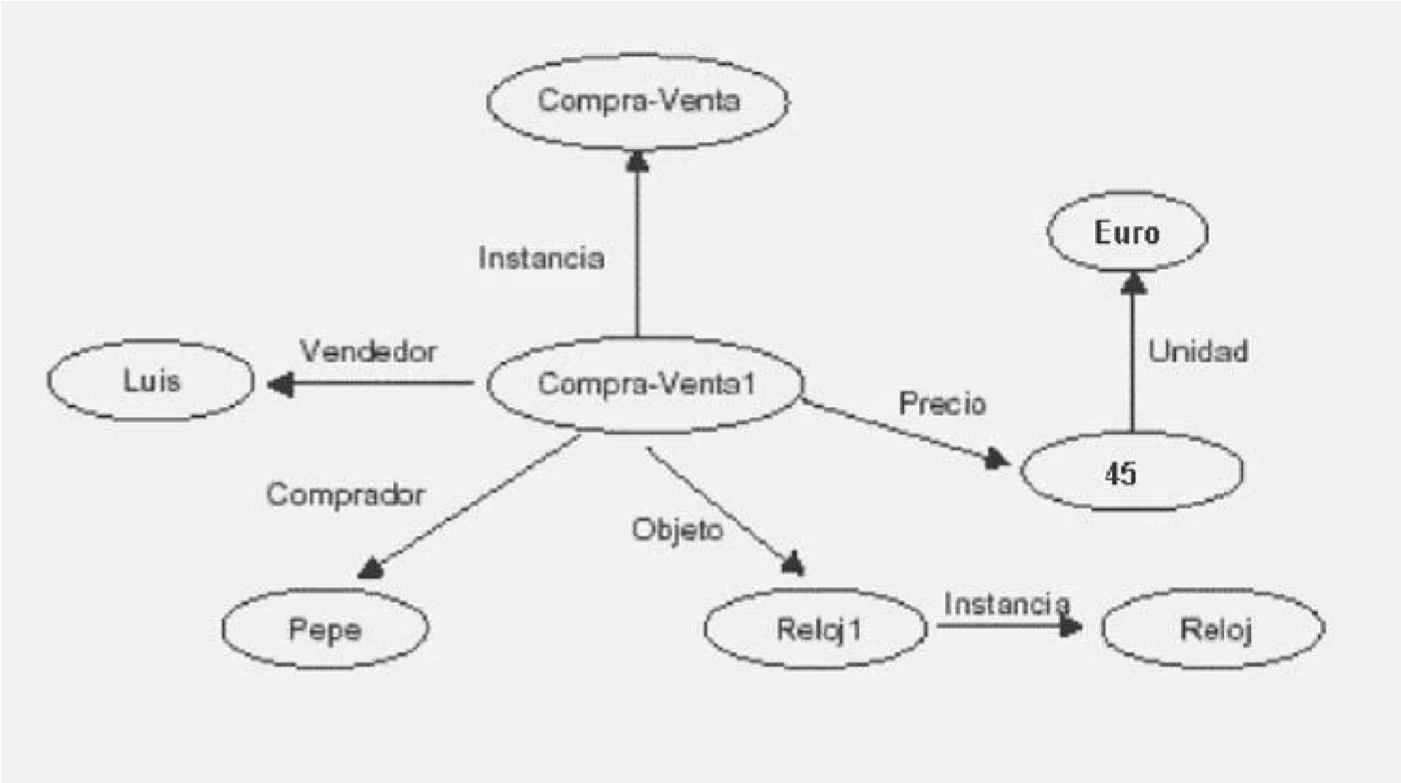 Compra-Venta
Euro
Instancia
Vendedor
Unidad
Luis
Compra-Venta1
Precio
45
Comprador
Objeto
Instancia
Pepe
Reloj1
Reloj